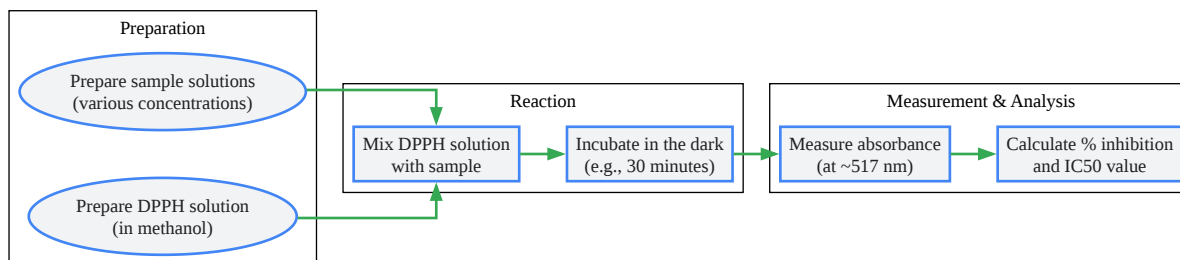 Preparation
Prepare sample solutions
(various concentrations)
Prepare DPPH solution
(in methanol)
Reaction
Mix DPPH solution
with sample
Incubate in the dark
(e.g., 30 minutes)
Measurement & Analysis
Measure absorbance
(at ~517 nm)
Calculate % inhibition
and IC50 value